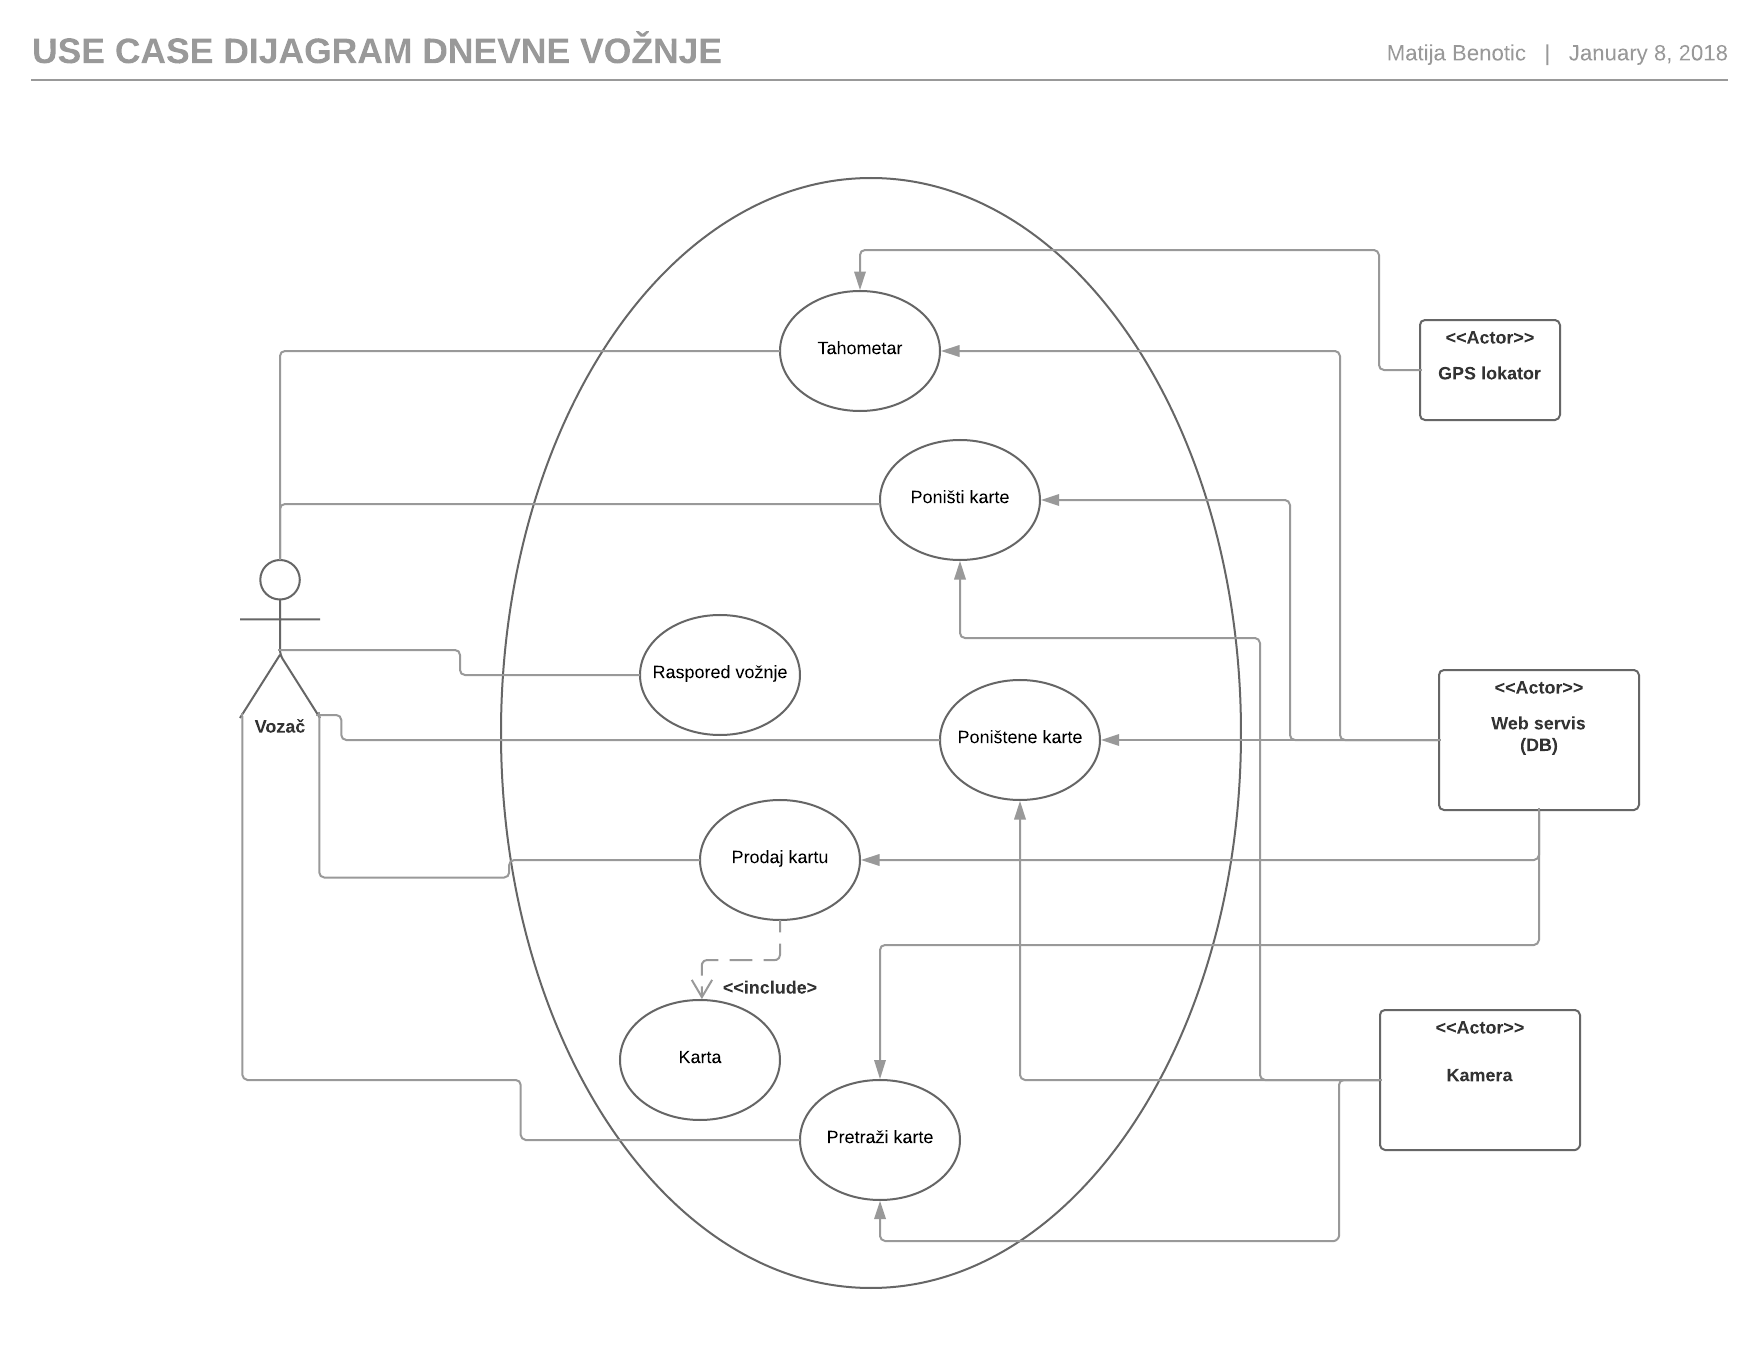 USE CASE DIJAGRAM DNEVNE VOŽNJE
Matija Benotic | January 8, 2018
Tahometar
<<Actor>>
GPS lokator
Poništi karte
Raspored vožnje
Vozač
Poništene karte
<<Actor>>
Web servis
(DB)
Prodaj kartu
<<include>
Karta
<<Actor>>
Kamera
Pretraži karte